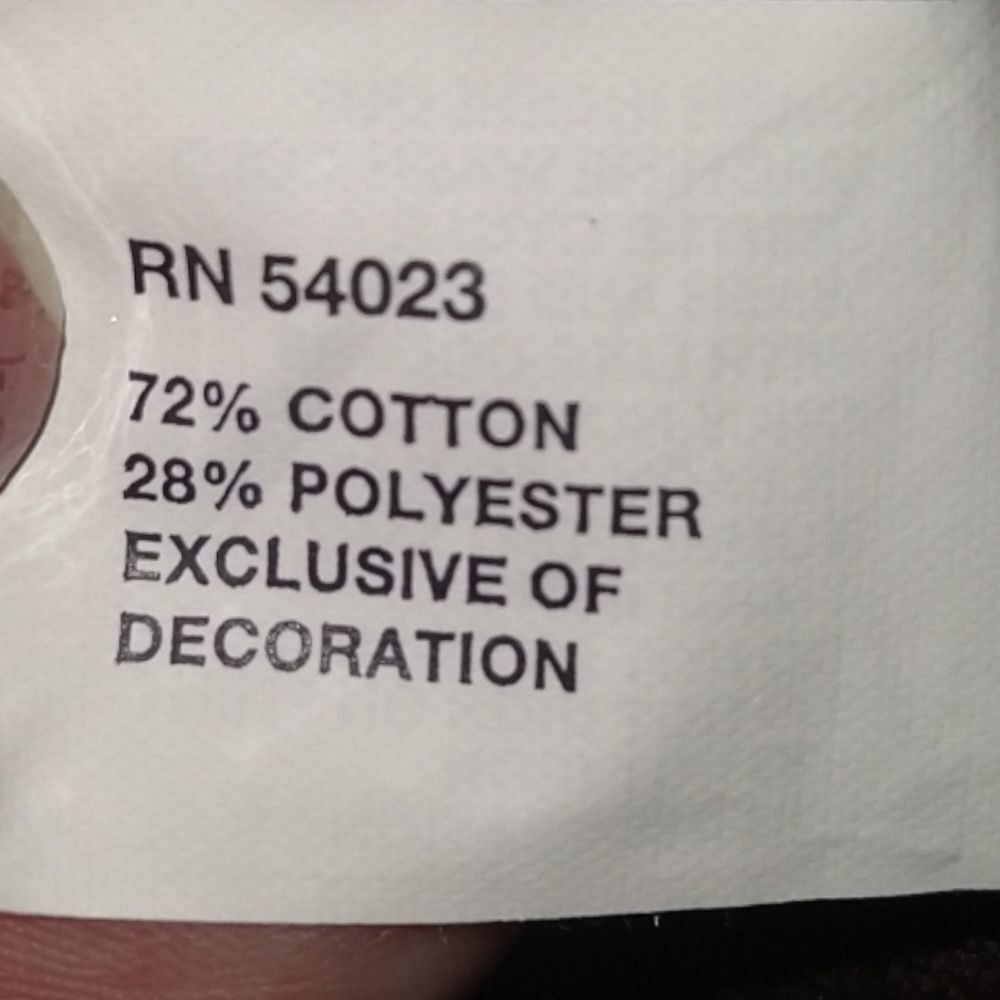 RN 54023
72% COTTON
28% POLYESTER
EXCLUSIVE OF
DECORATION